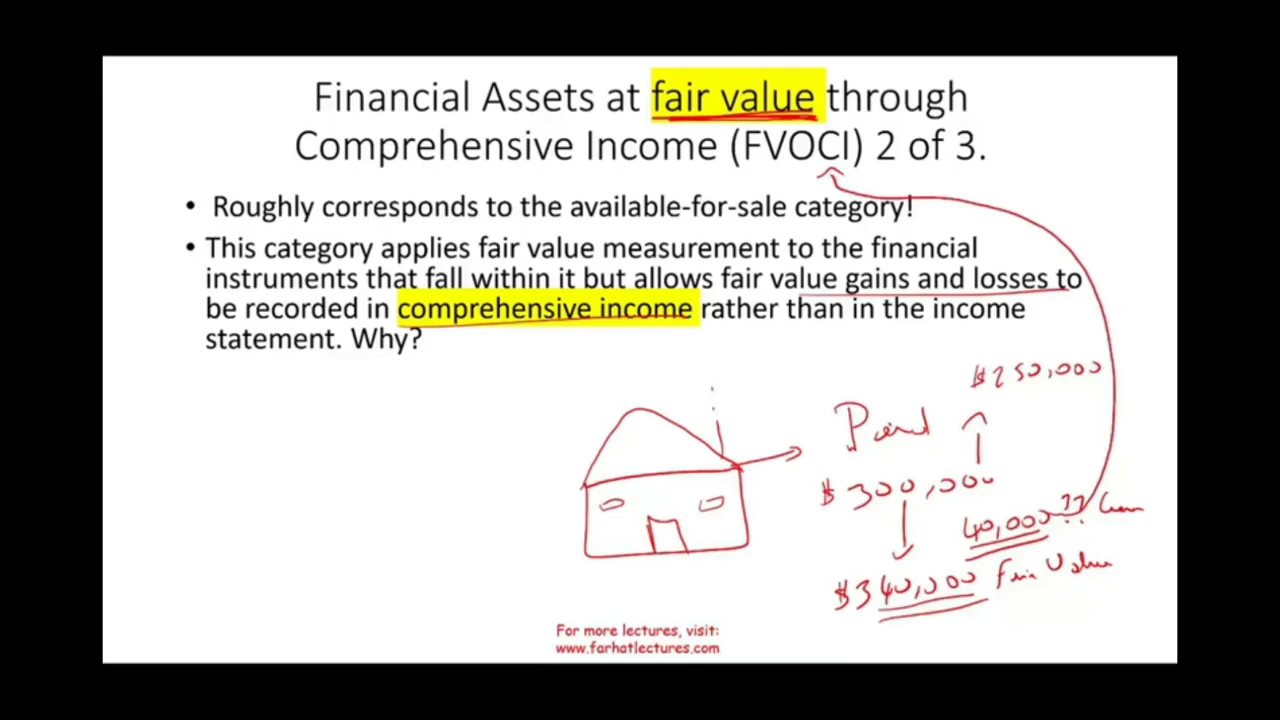 Financial Assets at fair value through
Comprehensive Income (FVOCI) 2 of 3.
• Roughly corresponds to the available-for-sale category!
• This category applies fair value measurement to the financial
instruments that fall within it but allows fair value gains and losses to
be recorded in comprehensive income rather than in the income
statement. Why?
$250,000
Paid
$300,000
40,000 ??
$340,000 Fair Value
For more lectures, visit:
www.farhatlectures.com